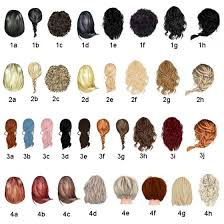 1a 1b 1c 1d 1e 1f 1g 1h
2a 2b 2c 2d 2e 2f 2g 2h
3a 3b 3c 3d 3e 3f 3g 3h 3i 3j
4a 4b 4c 4d 4e 4f 4g 4h